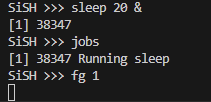 SiSH >>> sleep 20 &
[1] 38347
SiSH >>> jobs
[1] 38347 Running sleep
SiSH >>> fg 1